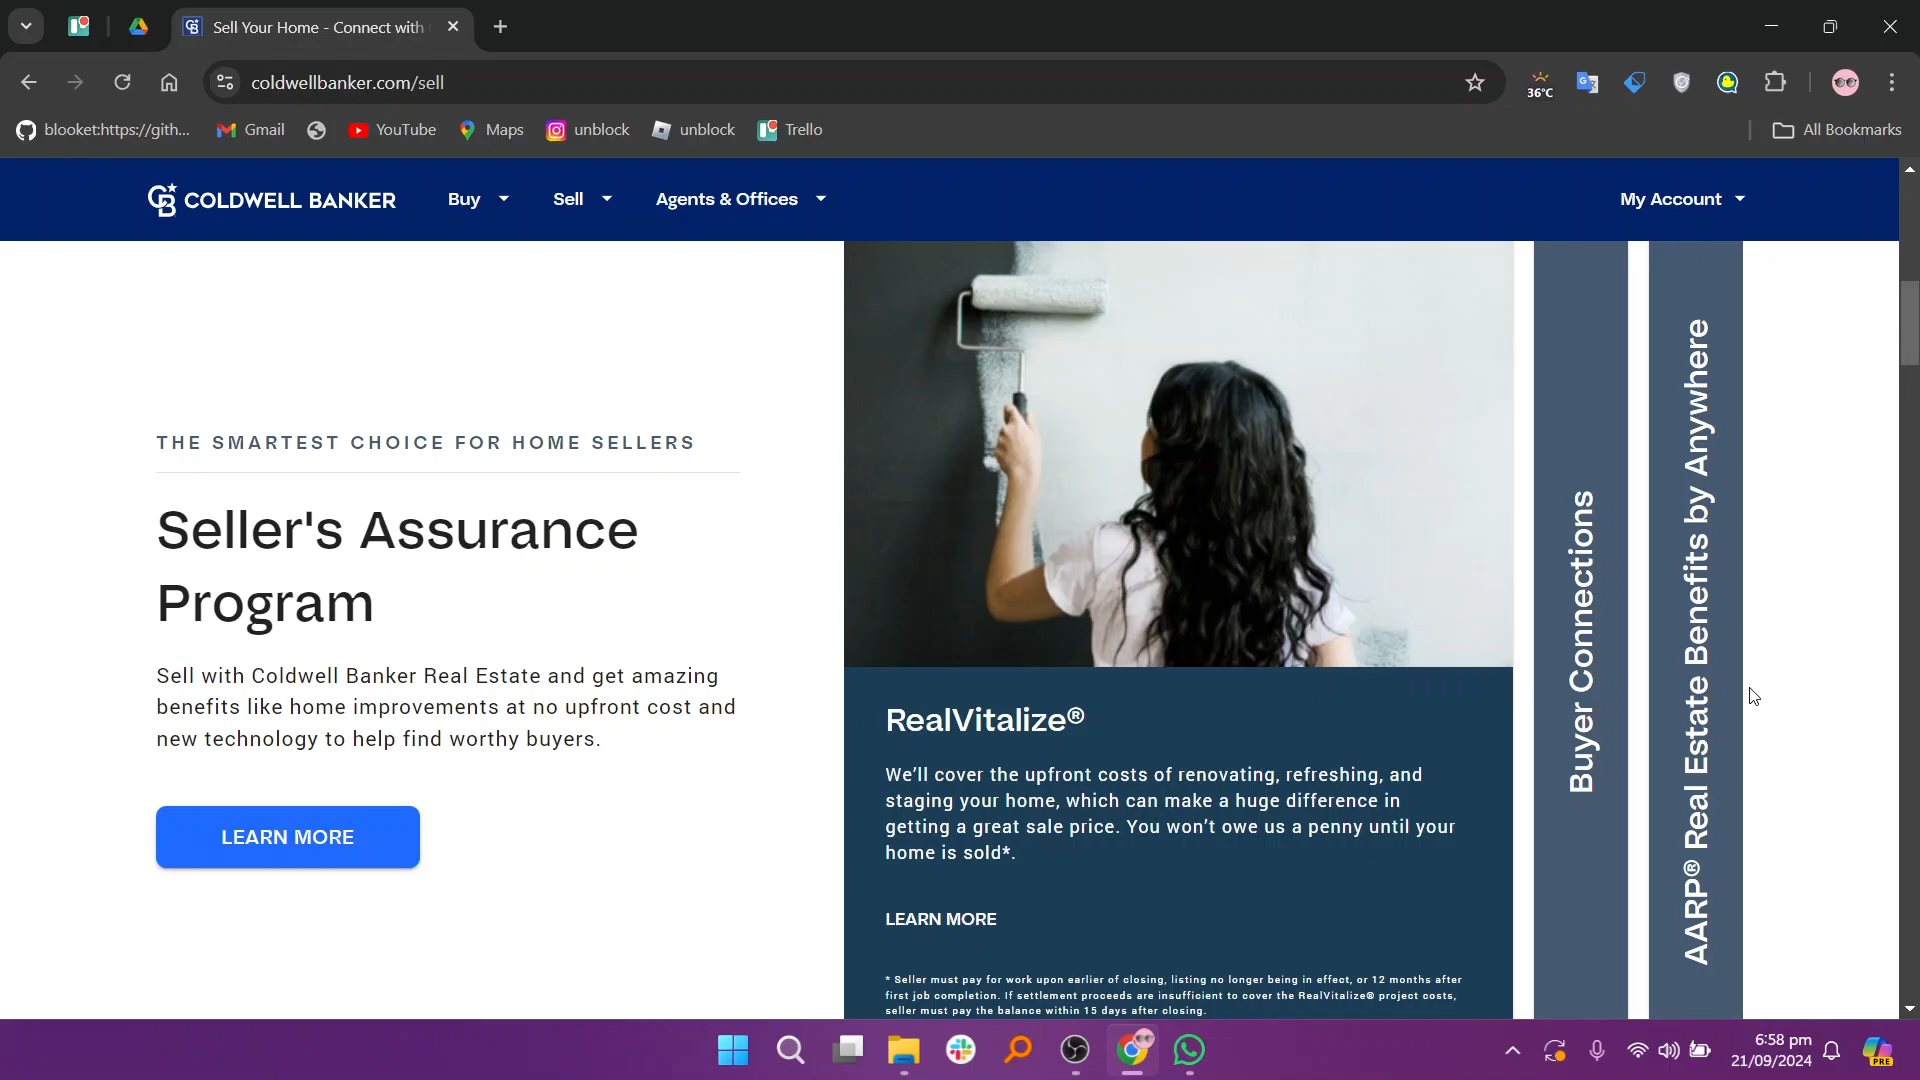 Sell Your Home - Connect with
coldwellbanker.com/sell
36°C
blooket:https://gith...
Gmail
YouTube
Maps
unblock
unblock
Trello
All Bookmarks
COLDWELL BANKER
Buy
Sell
Agents & Offices
My Account
THE SMARTEST CHOICE FOR HOME SELLERS
Seller's Assurance
Program
Sell with Coldwell Banker Real Estate and get amazing
benefits like home improvements at no upfront cost and
new technology to help find worthy buyers.
LEARN MORE
RealVitalize®
We'll cover the upfront costs of renovating, refreshing, and
staging your home, which can make a huge difference in
getting a great sale price. You won't owe us a penny until your
home is sold*.
LEARN MORE
* Seller must pay for work upon earlier of closing, listing no longer being in effect, or 12 months after
first job completion. If settlement proceeds are insufficient to cover the RealVitalize® project costs,
seller must pay the balance within 15 days after closing.
Buyer Connections
AARP® Real Estate Benefits by Anywhere
6:58 pm
21/09/2024
PRE